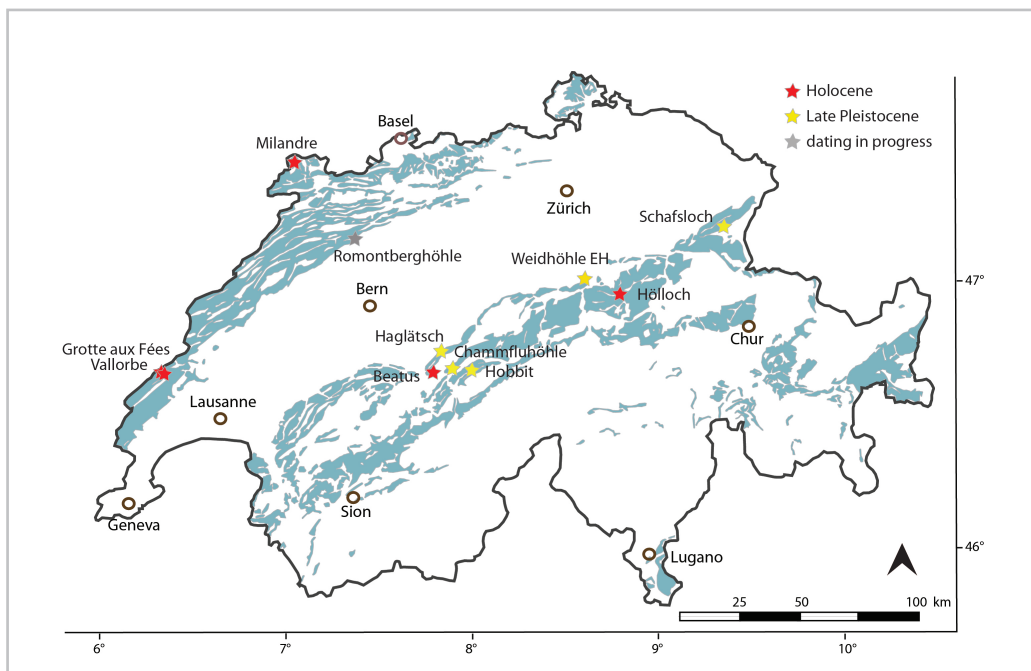 Holocene
Late Pleistocene
dating in progress
Basel
Milandre
Zürich
Schafsloch
Romontberghöhle
Weidhöhle EH
47°
Hölloch
Bern
Chur
Haglätsch
Grotte aux Fées
Vallorbe
Chammfluhöhle
Beatus
Hobbit
Lausanne
Sion
Geneva
46°
Lugano
25 50 100 km
6° 7° 8° 9° 10°